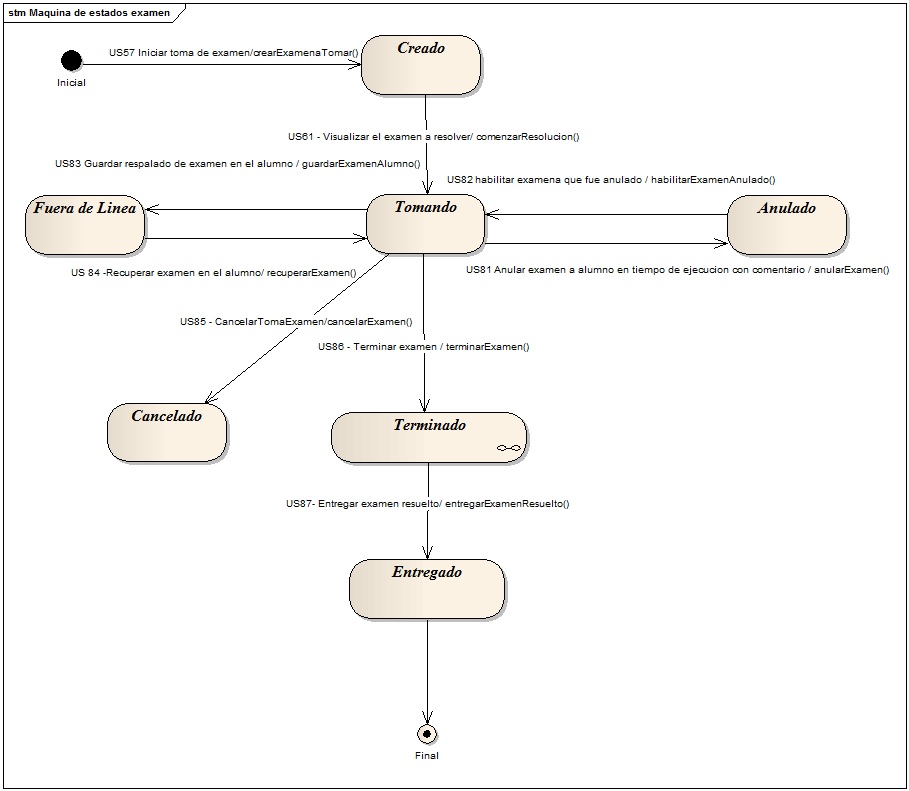 stm Maquina de estados examen
US57 Iniciar toma de examen/crearExamenaTomar()
Creado
Inicial
US61 - Visualizar el examen a resolver/ comenzarResolucion()
US83 Guardar respalado de examen en el alumno / guardarExamenAlumno()
US82 habilitar examena que fue anulado / habilitarExamenAnulado()
Fuera de Linea
Tomando
Anulado
US 84 -Recuperar examen en el alumno/ recuperarExamen()
US81 Anular examen a alumno en tiempo de ejecucion con comentario / anularExamen()
US85 - CancelarTomaExamen/cancelarExamen()
US86 - Terminar examen / terminarExamen()
Cancelado
Terminado
US87- Entregar examen resuelto/ entregarExamenResuelto()
Entregado
Final